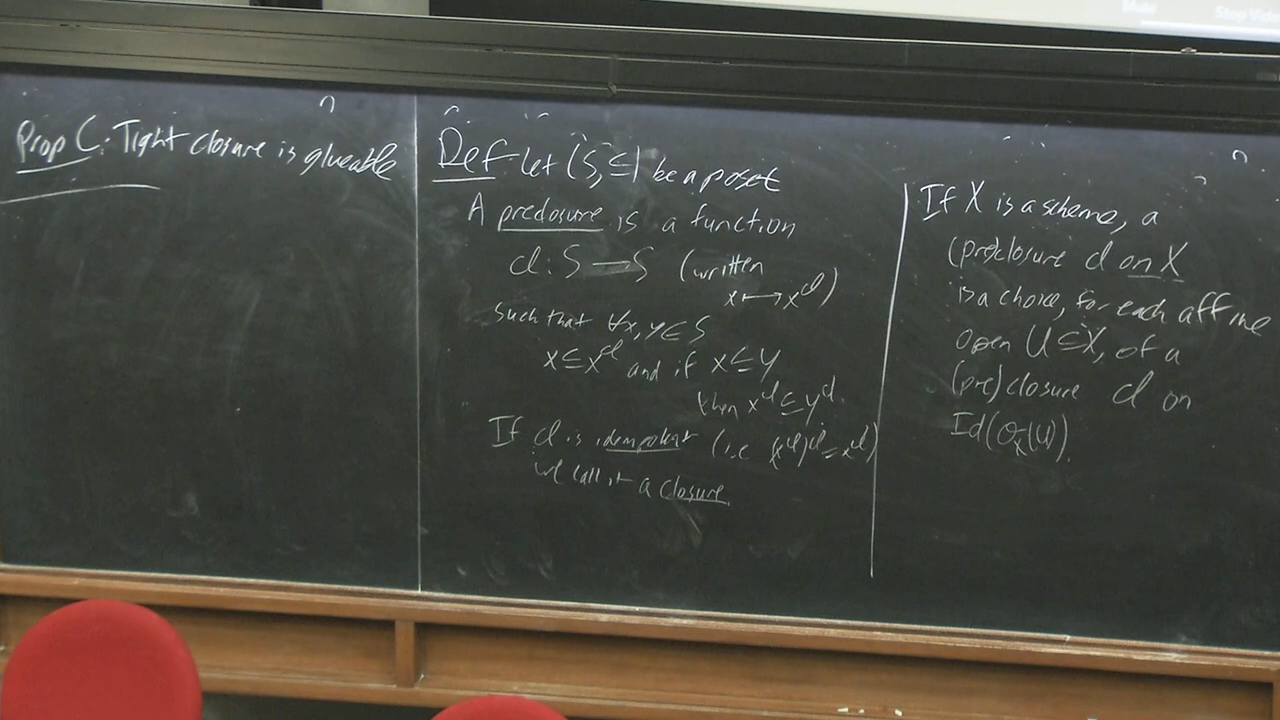 Prop C: Tight closure is glueable
Def Let (S, ≤) be a poset
A preclosure is a function
cl: S → S (written
x ↦ x^cl)
such that ∀x, y ∈ S
x ≤ x^cl and if x ≤ y
then x^cl ≤ y^cl.
If cl is idempotent (i.e. (x^cl)^cl = x^cl)
we call it a closure.
If X is a scheme, a
(pre)closure cl on X
is a choice, for each affine
open U ⊆ X, of a
(pre)closure cl on
Id(O_X(U)).
Stop Video